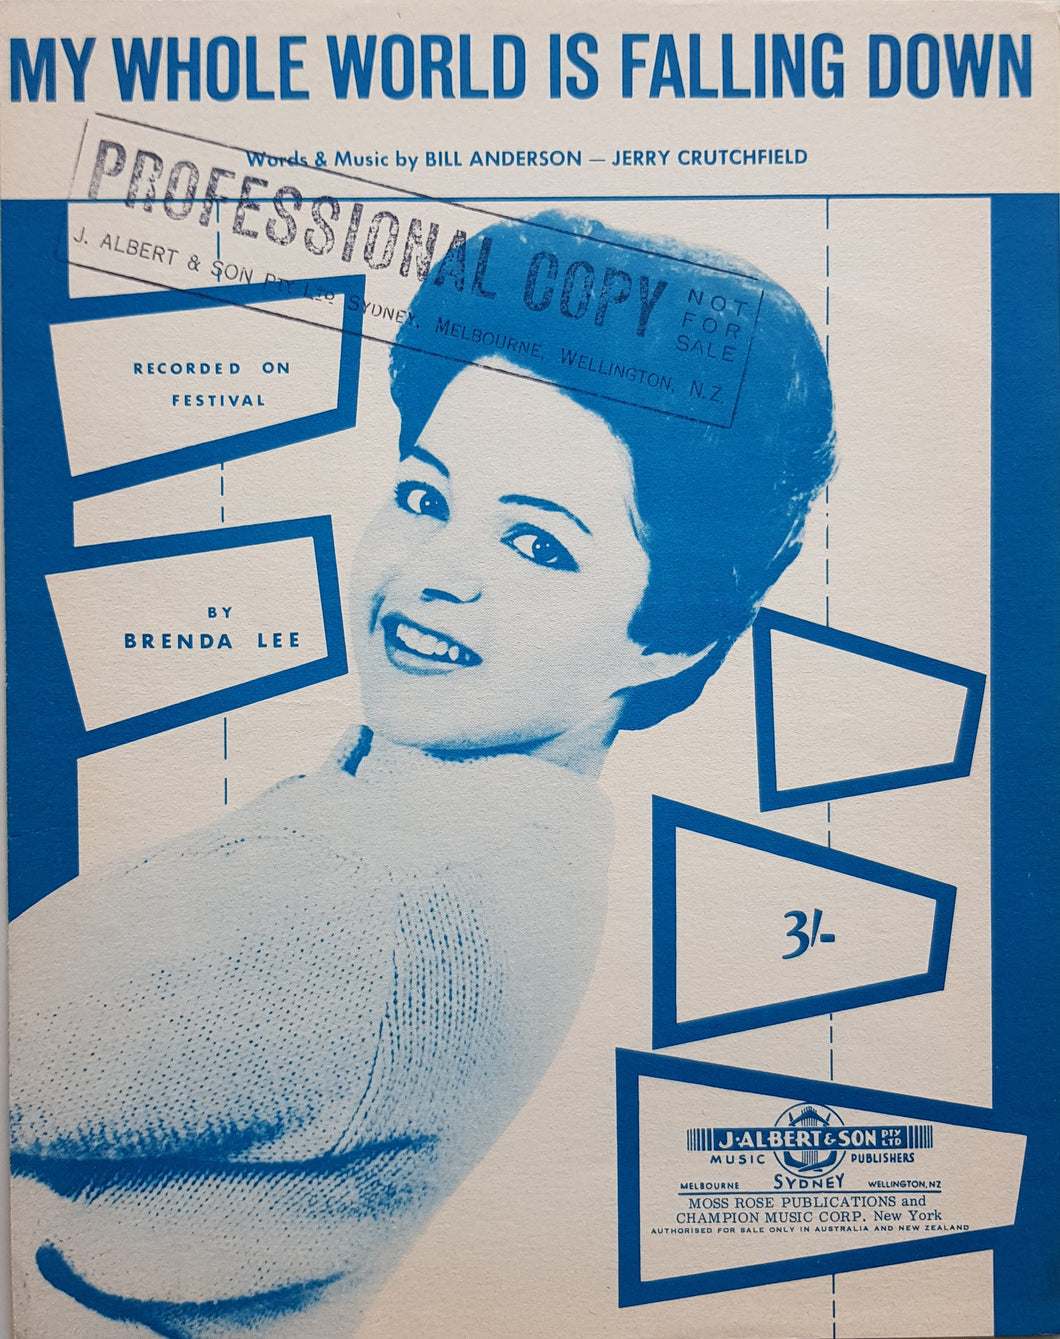 MY WHOLE WORLD IS FALLING DOWN
Words & Music by BILL ANDERSON — JERRY CRUTCHFIELD
PROFESSIONAL COPY
NOT
FOR
SALE
J. ALBERT & SON PTY. LTD. SYDNEY, MELBOURNE, WELLINGTON, N.Z.
RECORDED ON
FESTIVAL
BY
BRENDA LEE
3/-
J. ALBERT & SON PTY LTD
MUSIC PUBLISHERS
MELBOURNE SYDNEY WELLINGTON, NZ
MOSS ROSE PUBLICATIONS and
CHAMPION MUSIC CORP. New York
AUTHORISED FOR SALE ONLY IN AUSTRALIA AND NEW ZEALAND